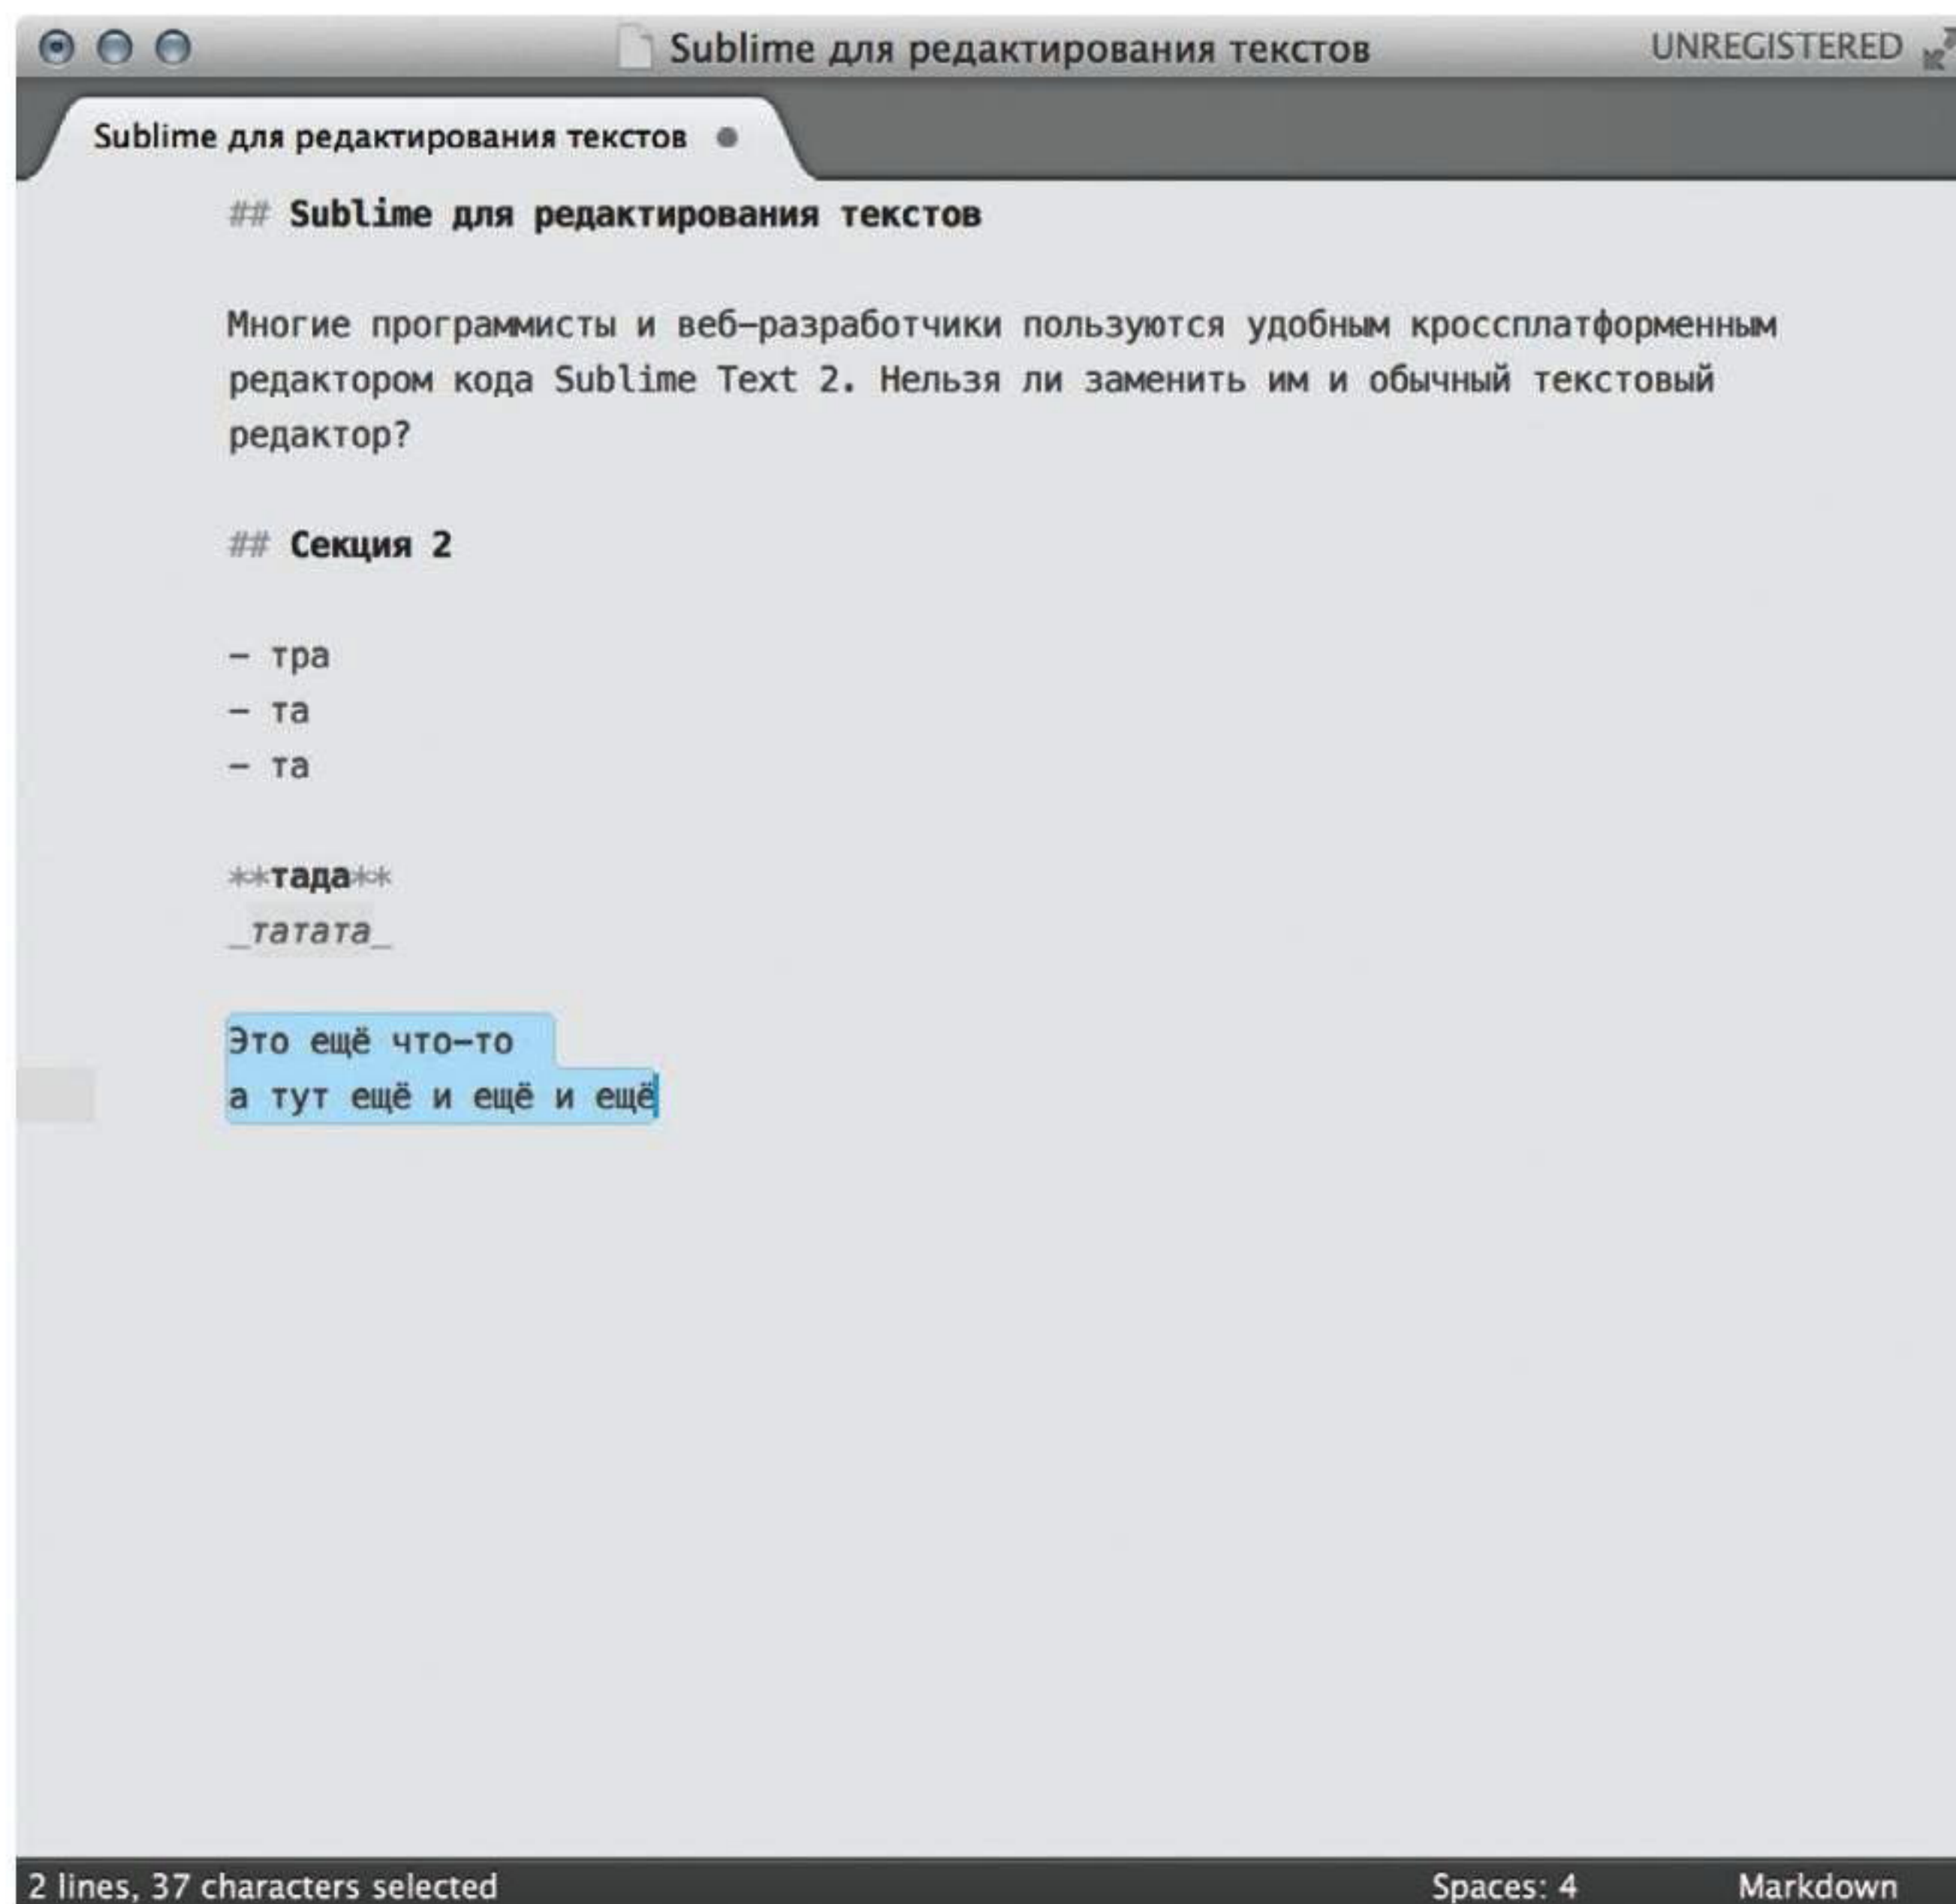 Sublime для редактирования текстов
UNREGISTERED
Sublime для редактирования текстов
## Sublime для редактирования текстов
Многие программисты и веб-разработчики пользуются удобным кроссплатформенным
редактором кода Sublime Text 2. Нельзя ли заменить им и обычный текстовый
редактор?
## Секция 2
- тра
- та
- та
**тада**
_татата_
Это ещё что-то
а тут ещё и ещё и ещё
2 lines, 37 characters selected
Spaces: 4
Markdown